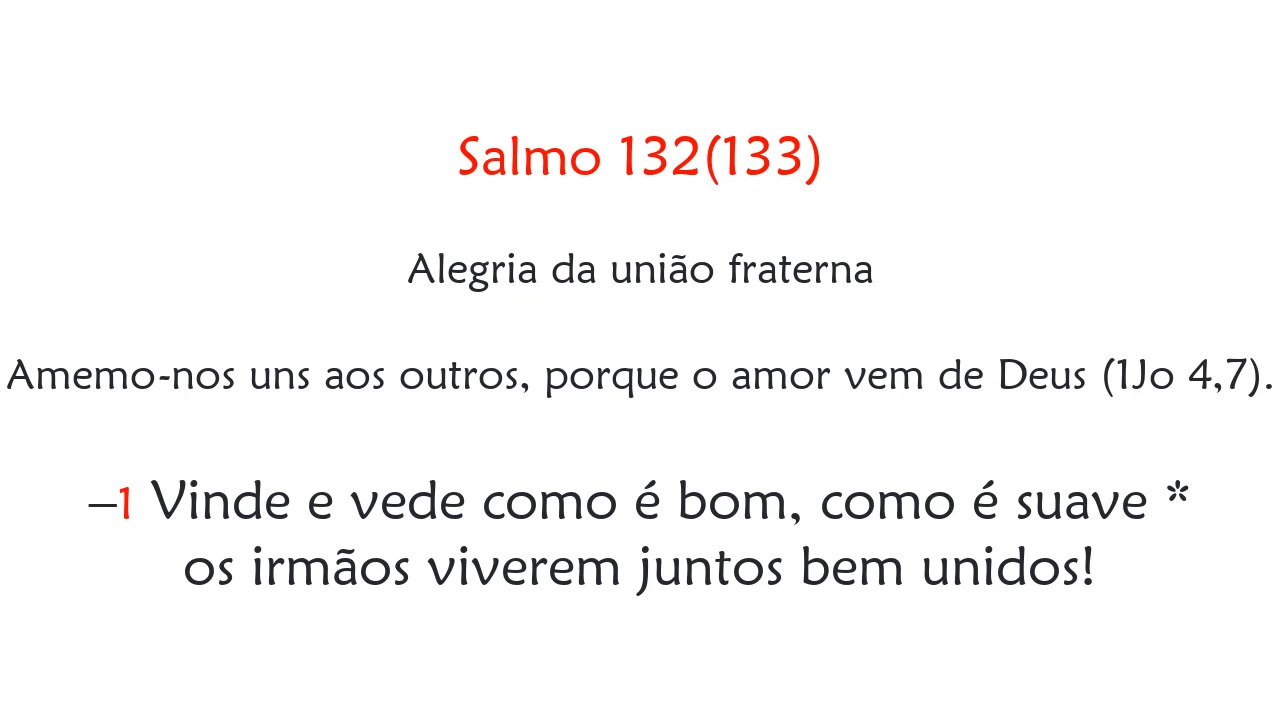 Salmo 132(133)
Alegria da união fraterna
Amemo-nos uns aos outros, porque o amor vem de Deus (1Jo 4,7).
–1 Vinde e vede como é bom, como é suave *
os irmãos viverem juntos bem unidos!